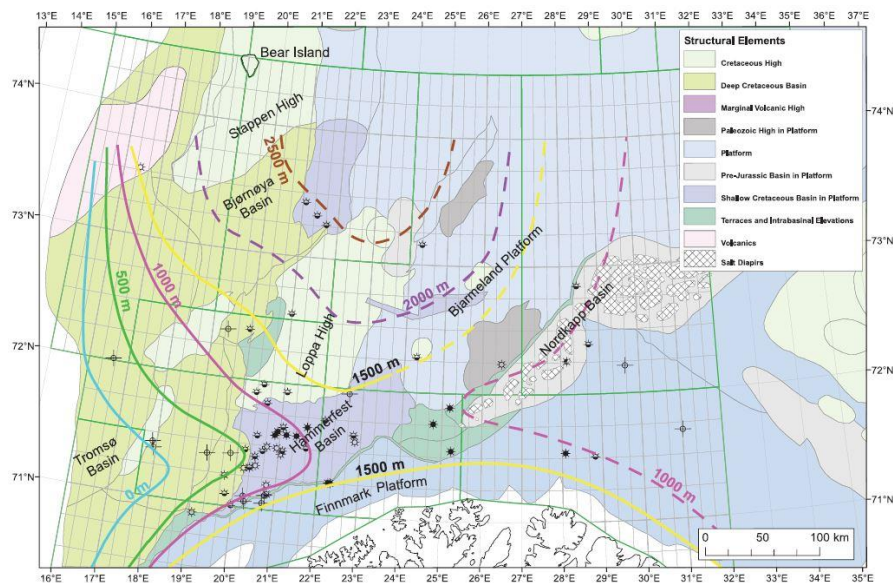 13°E 14°E 15°E 16°E 17°E 18°E 19°E 20°E 21°E 22°E 23°E 24°E 25°E 26°E 27°E 28°E 29°E 30°E 31°E 32°E 33°E 34°E 35°E
Bear Island
74°N
74°N
Stappen High
2500 m
Bjørnøya
Basin
73°N
73°N
500 m
1000 m
2000 m
Bjarmeland Platform
Nordkapp Basin
Loppa High
72°N
72°N
1500 m
Hammerfest
Basin
Tromsø
Basin
0 m
1500 m
1000 m
71°N
71°N
Finnmark Platform
Structural Elements
Cretaceous High
Deep Cretaceous Basin
Marginal Volcanic High
Paleozoic High in Platform
Platform
Pre-Jurassic Basin in Platform
Shallow Cretaceous Basin in Platform
Terraces and Intrabasinal Elevations
Volcanics
Salt Diapirs
0 50 100 km
16°E 17°E 18°E 19°E 20°E 21°E 22°E 23°E 24°E 25°E 26°E 27°E 28°E 29°E 30°E 31°E 32°E